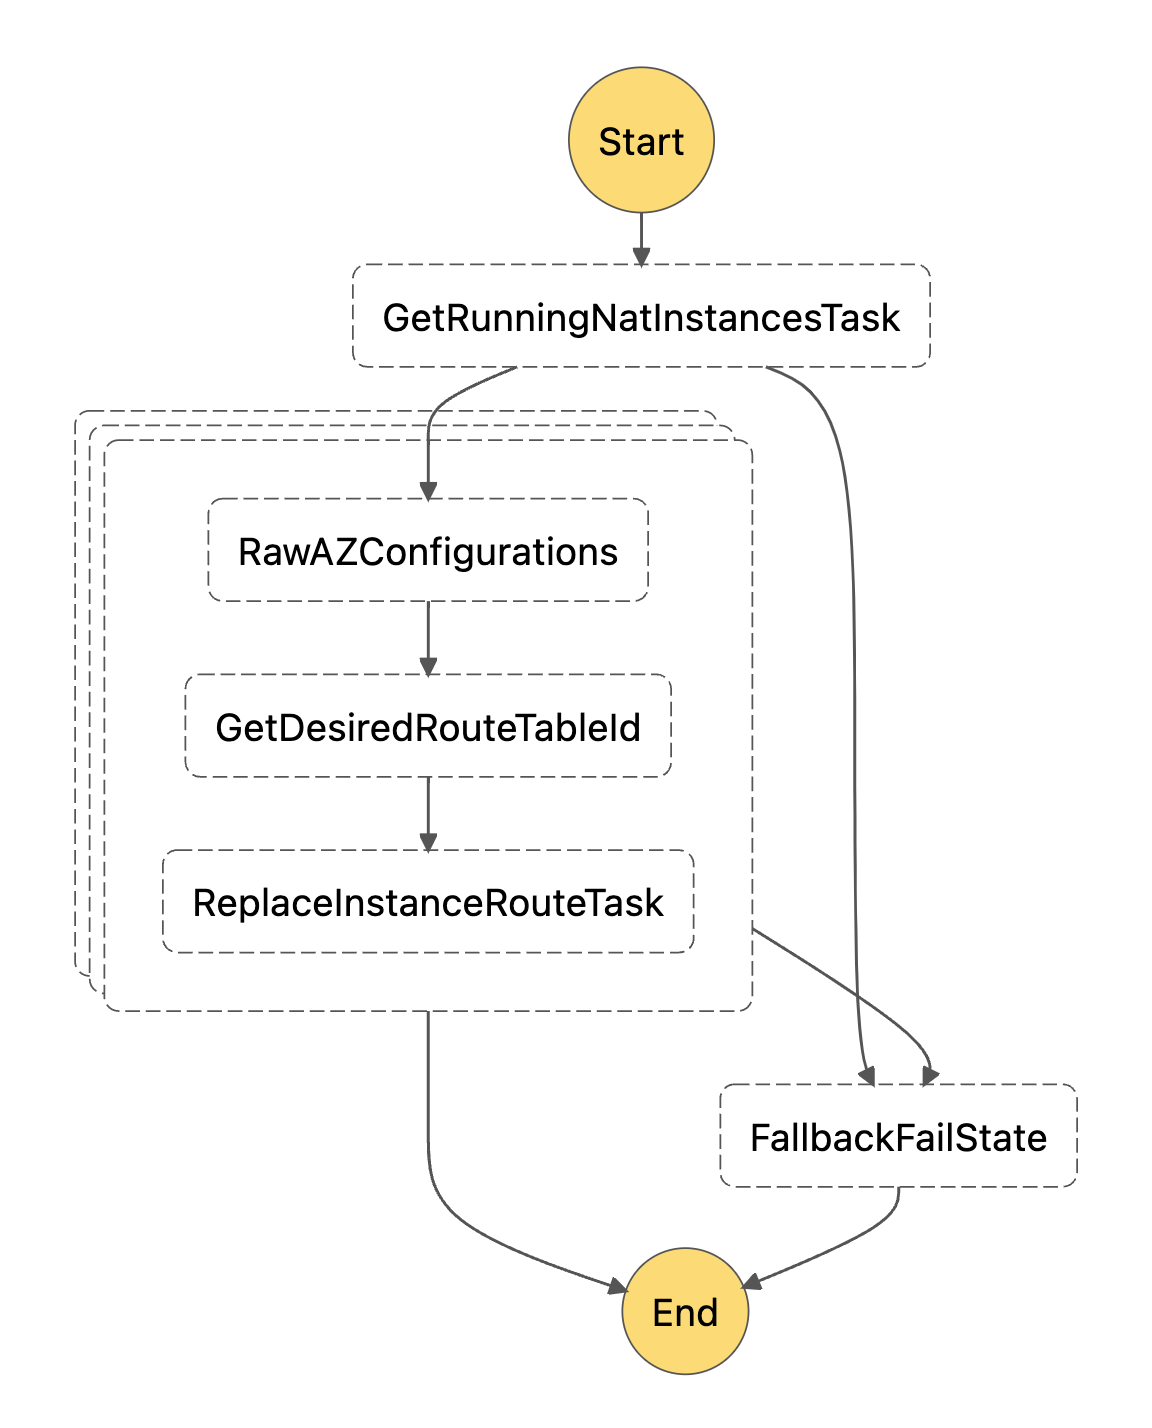 Start
GetRunningNatInstancesTask
RawAZConfigurations
GetDesiredRouteTableId
ReplaceInstanceRouteTask
FallbackFailState
End